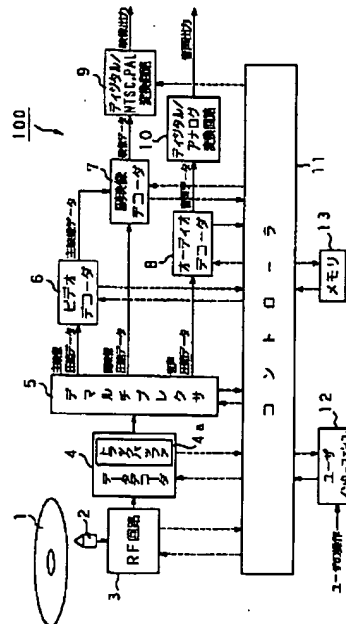 100
1
2
3
RF回路
4
データデコーダ
トラックバッファ
4a
5
デマルチプレクサ
主映像
圧縮データ
副映像
圧縮データ
音声
圧縮データ
6
ビデオ
デコーダ
主映像データ
7
副映像
デコーダ
映像データ
8
オーディオ
デコーダ
音声データ
9
ディジタル/
NTSC,PAL
変換回路
映像出力
10
ディジタル/
アナログ
変換回路
音声出力
11
コントローラ
12
ユーザ
インターフェイス
ユーザの操作
13
メモリ